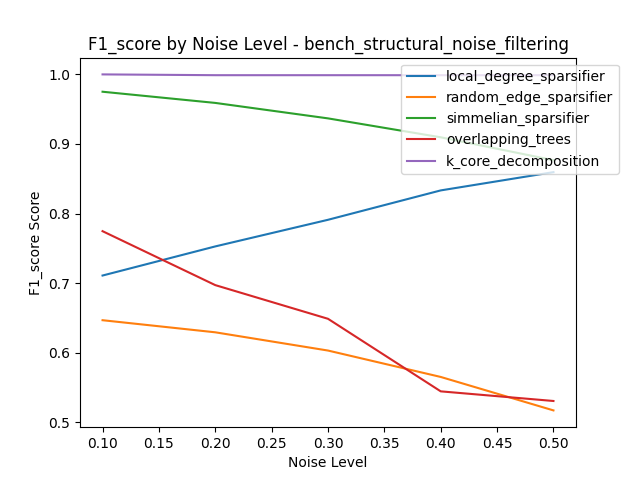 F1_score by Noise Level - bench_structural_noise_filtering
local_degree_sparsifier
random_edge_sparsifier
simmelian_sparsifier
overlapping_trees
k_core_decomposition
F1_score Score
1.0
0.9
0.8
0.7
0.6
0.5
0.10 0.15 0.20 0.25 0.30 0.35 0.40 0.45 0.50
Noise Level